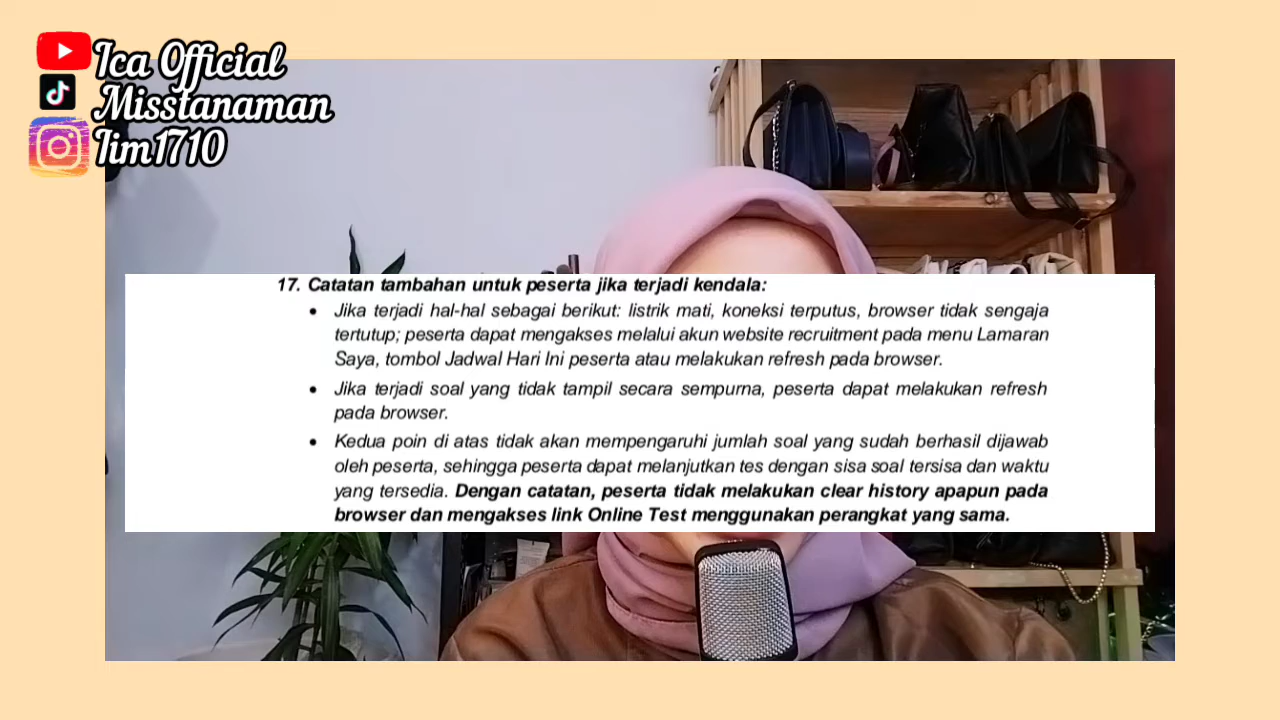 Ica Official
Misstanaman
Iim1710
17. Catatan tambahan untuk peserta jika terjadi kendala:
• Jika terjadi hal-hal sebagai berikut: listrik mati, koneksi terputus, browser tidak sengaja
tertutup; peserta dapat mengakses melalui akun website recruitment pada menu Lamaran
Saya, tombol Jadwal Hari Ini peserta atau melakukan refresh pada browser.
• Jika terjadi soal yang tidak tampil secara sempurna, peserta dapat melakukan refresh
pada browser.
• Kedua poin di atas tidak akan mempengaruhi jumlah soal yang sudah berhasil dijawab
oleh peserta, sehingga peserta dapat melanjutkan tes dengan sisa soal tersisa dan waktu
yang tersedia. Dengan catatan, peserta tidak melakukan clear history apapun pada
browser dan mengakses link Online Test menggunakan perangkat yang sama.